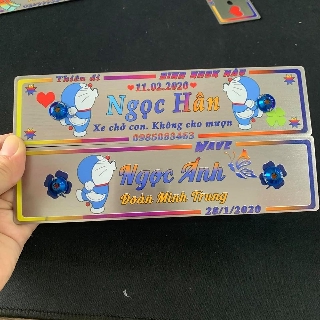 Thiên di
11.02.2020
Ngọc Hân
Xe chở con. Không cho mượn
0985083463
WAVE
Ngọc Ánh
Đoàn Minh Trung
28/1/2020